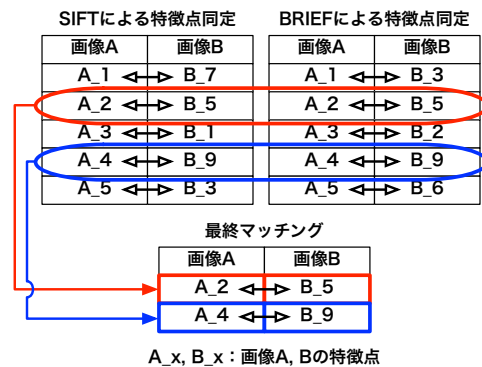 SIFTによる特徴点同定 BRIEFによる特徴点同定
画像A 画像B 画像A 画像B
A_1 B_7 A_1 B_3
A_2 B_5 A_2 B_5
A_3 B_1 A_3 B_2
A_4 B_9 A_4 B_9
A_5 B_3 A_5 B_6
最終マッチング
画像A 画像B
A_2 B_5
A_4 B_9
A_x, B_x：画像A, Bの特徴点